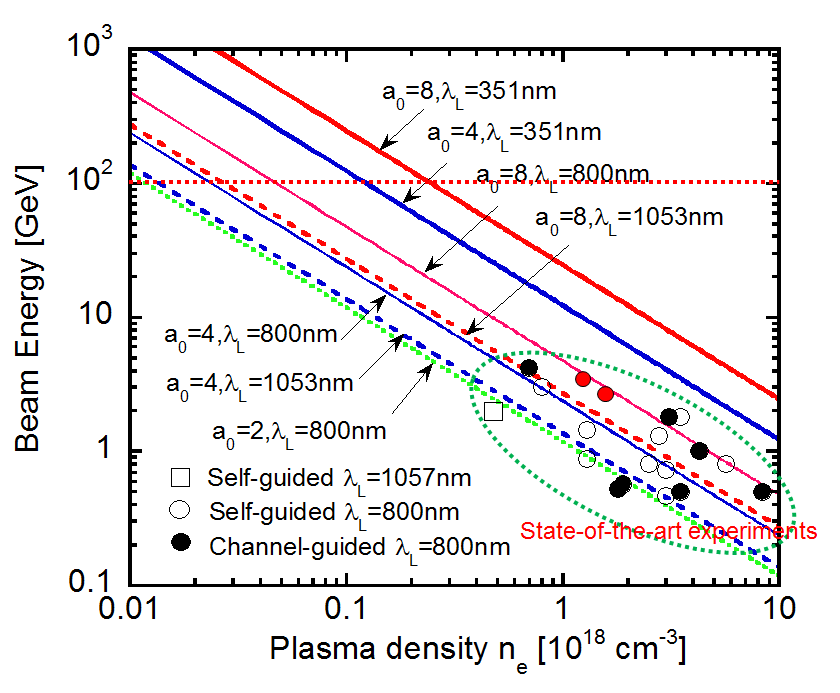 10³
a₀=8,λL=351nm
a₀=4,λL=351nm
a₀=8,λL=800nm
10²
a₀=8,λL=1053nm
Beam Energy [GeV]
10
a₀=4,λL=800nm
a₀=4,λL=1053nm
a₀=2,λL=800nm
1
Self-guided λL=1057nm
Self-guided λL=800nm
State-of-the-art experiments
Channel-guided λL=800nm
0.1
0.01 0.1 1 10
Plasma density nₑ [10¹⁸ cm⁻³]